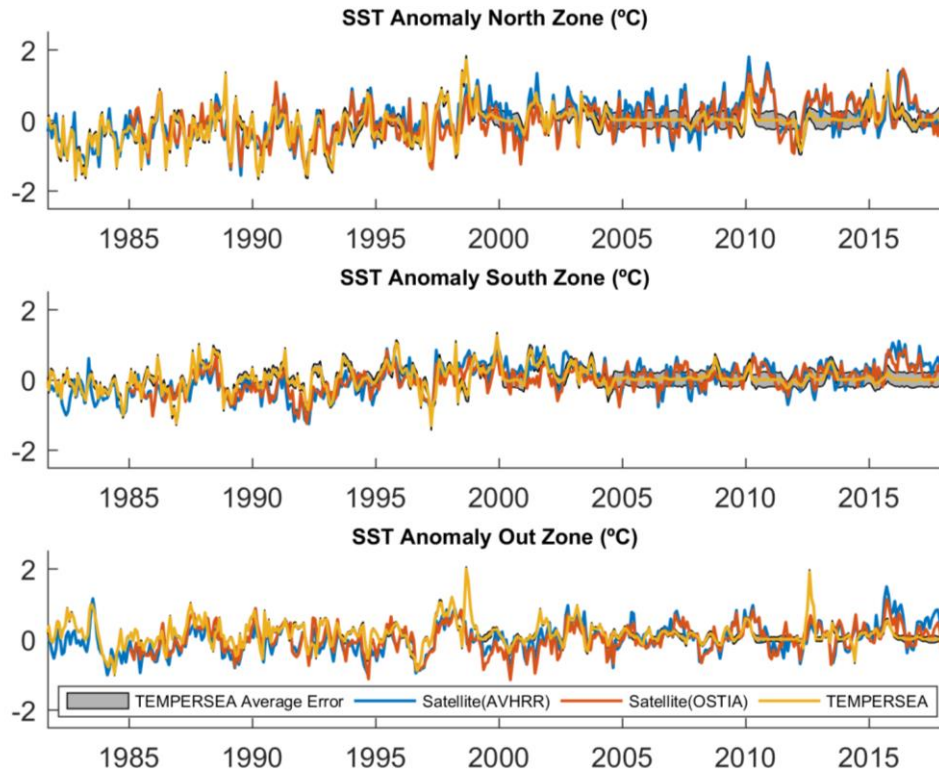 SST Anomaly North Zone (ºC)
2
0
-2
1985 1990 1995 2000 2005 2010 2015
SST Anomaly South Zone (ºC)
2
0
-2
1985 1990 1995 2000 2005 2010 2015
SST Anomaly Out Zone (ºC)
2
0
-2
TEMPERSEA Average Error Satellite(AVHRR) Satellite(OSTIA) TEMPERSEA
1985 1990 1995 2000 2005 2010 2015